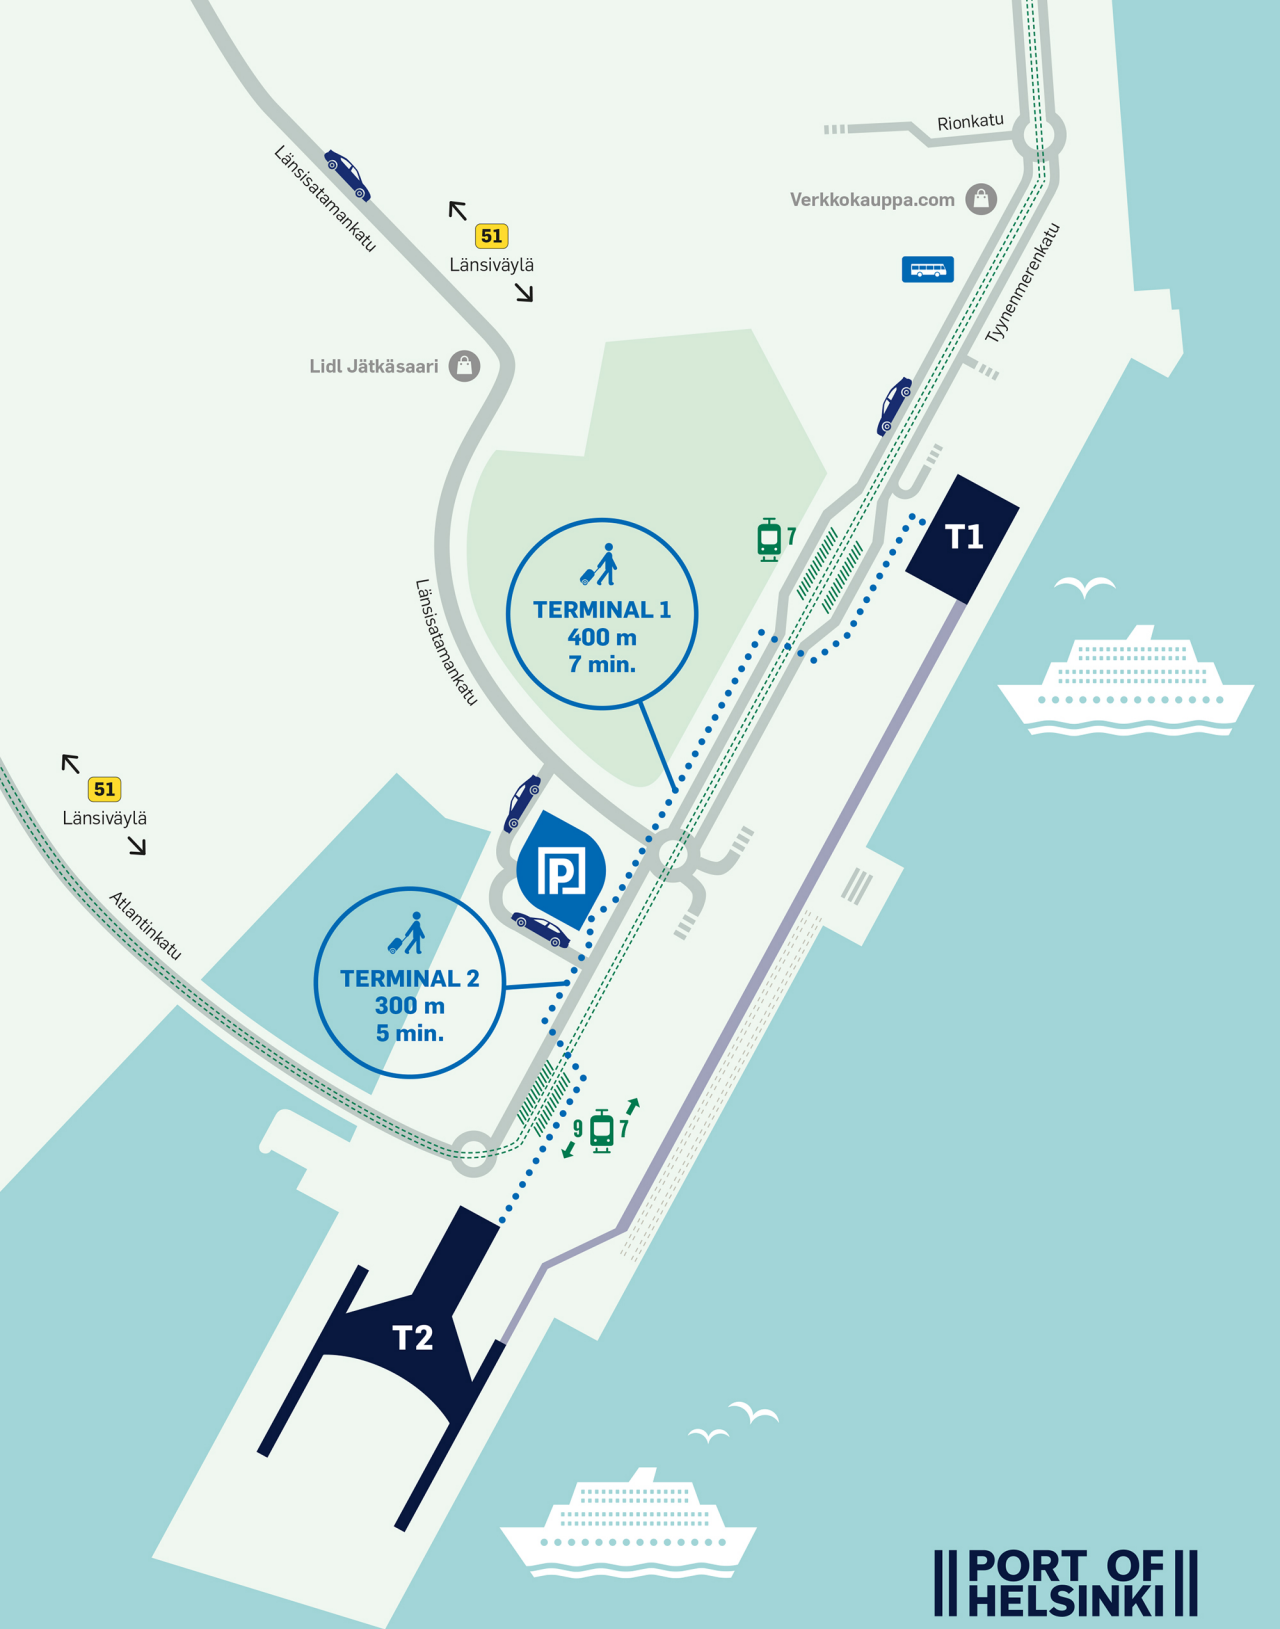 Rionkatu
Länsisatamankatu
Verkkokauppa.com
51
Länsiväylä
Tyynenmerenkatu
Lidl Jätkäsaari
T1
7
TERMINAL 1
400 m
7 min.
Länsisatamankatu
51
Länsiväylä
P
Atlantinkatu
TERMINAL 2
300 m
5 min.
9 7
T2
PORT OF
HELSINKI